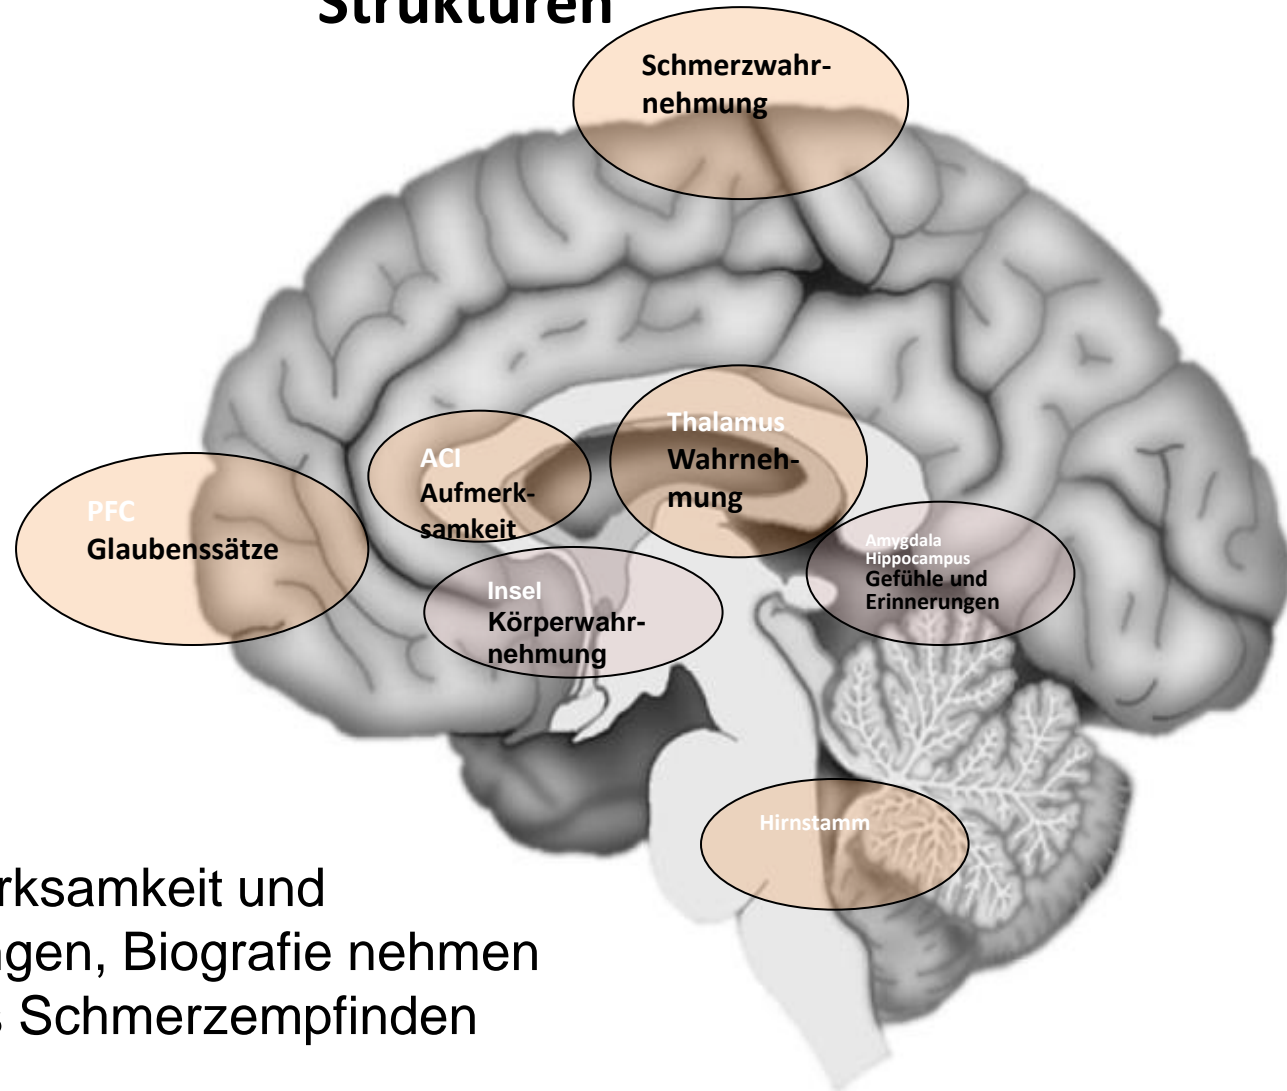 Strukturen
Schmerzwahr-
nehmung
Thalamus
Wahrneh-
mung
ACI
Aufmerk-
samkeit
PFC
Glaubenssätze
Amygdala
Hippocampus
Gefühle und
Erinnerungen
Insel
Körperwahr-
nehmung
Hirnstamm
rksamkeit und
ngen, Biografie nehmen
s Schmerzempfinden